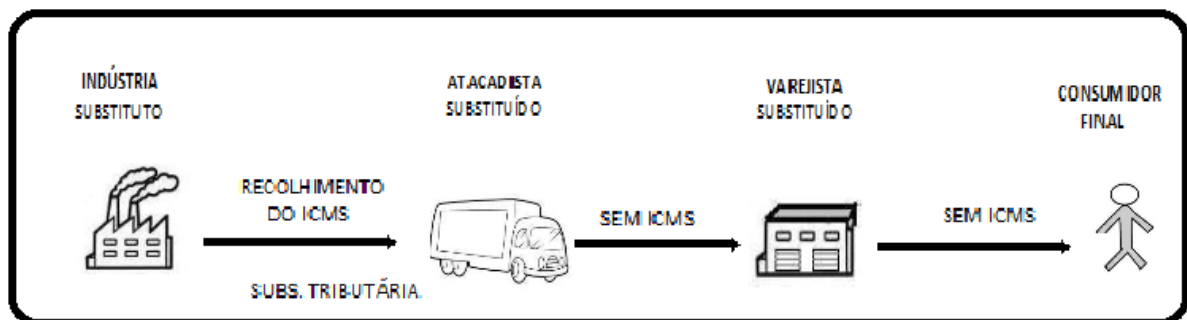 INDÚSTRIA
SUBSTITUTO
ATACADISTA
SUBSTITUÍDO
VAREJISTA
SUBSTITUÍDO
CONSUMIDOR
FINAL
RECOLHIMENTO
DO ICMS
SEM ICMS
SEM ICMS
SUBS. TRIBUTÁRIA.